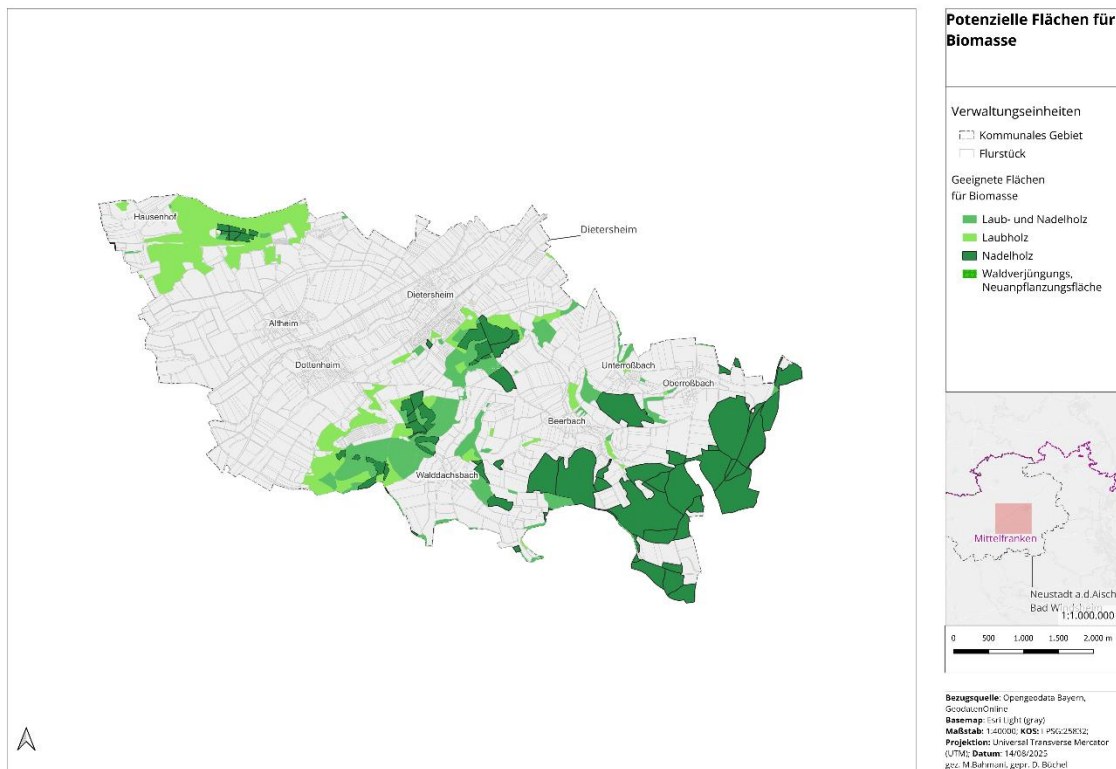 Potenzielle Flächen für
Biomasse
Verwaltungseinheiten
Kommunales Gebiet
Flurstück
Geeignete Flächen
für Biomasse
Laub- und Nadelholz
Laubholz
Nadelholz
Waldverjüngungs,
Neuanpflanzungsfläche
Hausenhof
Dietersheim
Dietersheim
Altheim
Dottenheim
Unterroßbach
Oberroßbach
Beerbach
Walddachsbach
Mittelfranken
Neustadt a.d.Aisch
Bad Windsheim
1:1.000.000
0 500 1.000 1.500 2.000 m
Bezugsquelle: Opengeodata Bayern,
GeodatenOnline
Basemap: Esri Light (gray)
Maßstab: 1:40000; KOS: EPSG:25832;
Projektion: Universal Transverse Mercator
(UTM); Datum: 14/08/2025
gez. M.Bahmani, gepr. D. Büchel